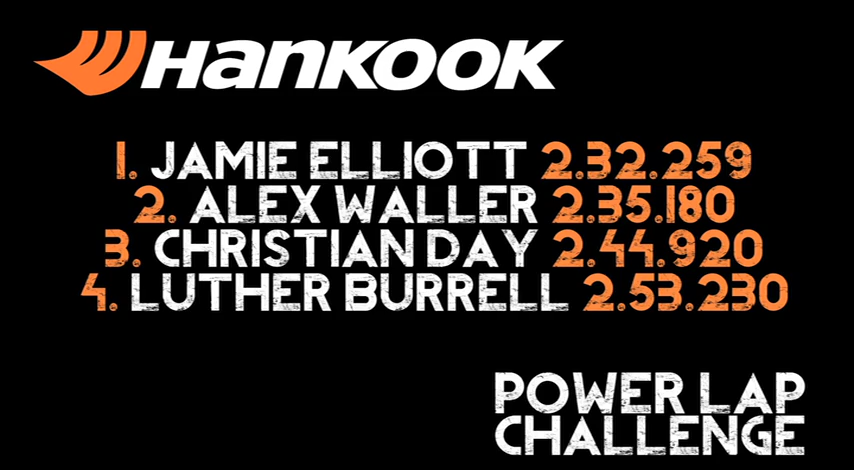 HANKOOK
1. JAMIE ELLIOTT 2.32.259
2. ALEX WALLER 2.35.180
3. CHRISTIAN DAY 2.44.920
4. LUTHER BURRELL 2.53.230
POWER LAP
CHALLENGE